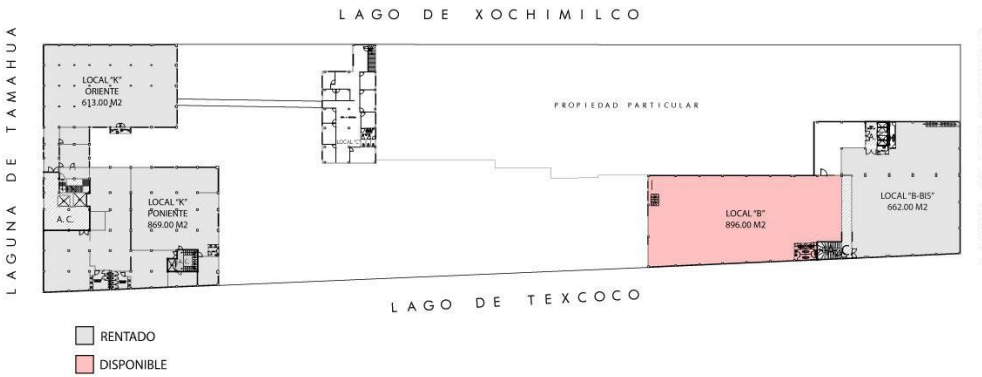 LAGO DE XOCHIMILCO
LAGUNA DE TAMAHUA
LOCAL "K"
ORIENTE
613.00 M2
LOCAL "C"
PROPIEDAD PARTICULAR
LOCAL "K"
PONIENTE
869.00 M2
A. C.
LOCAL "B"
896.00 M2
LOCAL "B-BIS"
662.00 M2
A. C.
LAGO DE TEXCOCO
RENTADO
DISPONIBLE